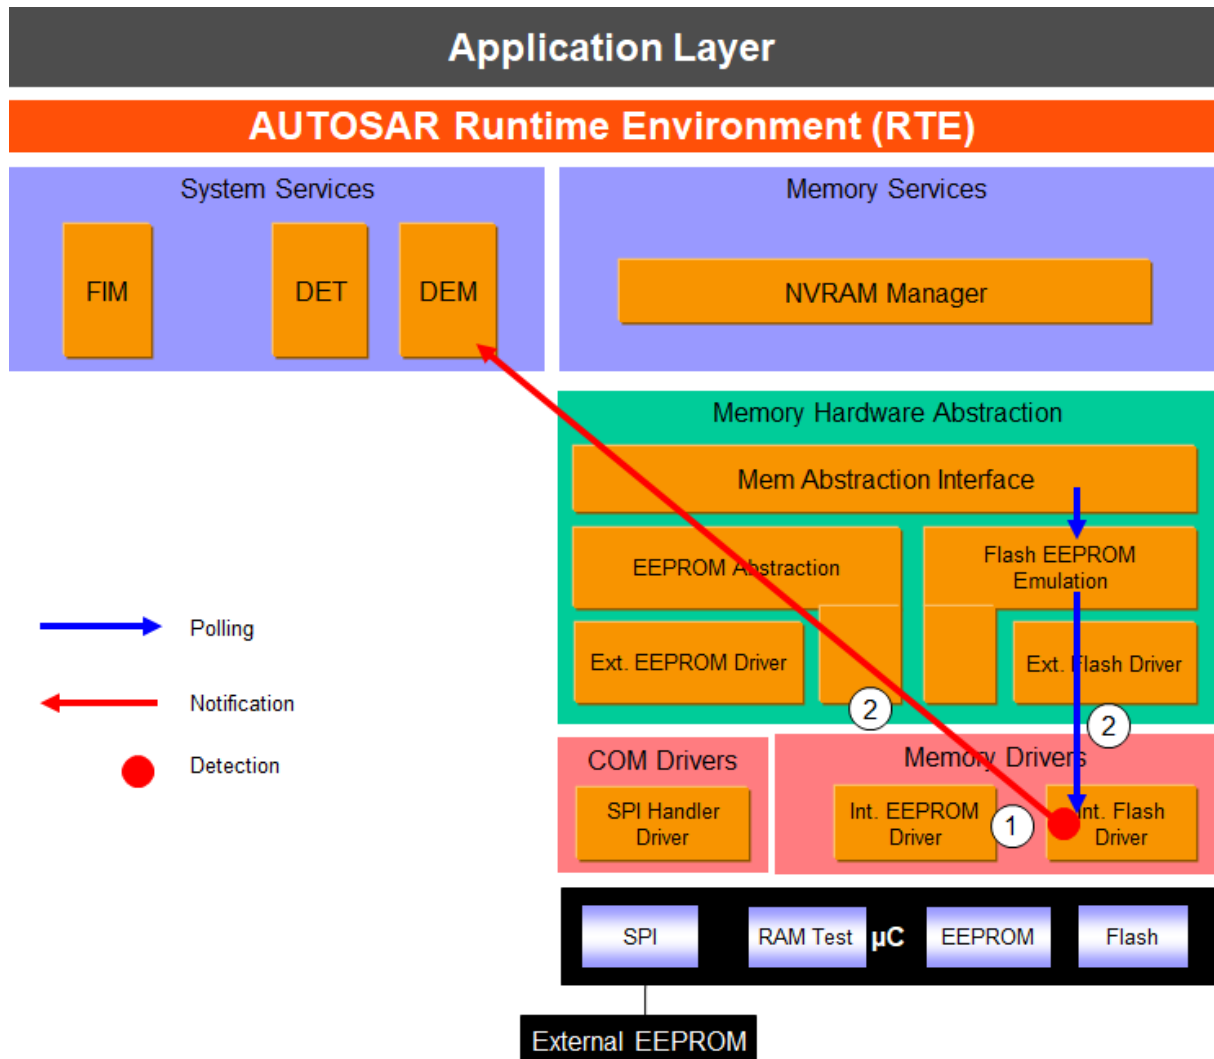 Application Layer
AUTOSAR Runtime Environment (RTE)
System Services
Memory Services
FIM
DET
DEM
NVRAM Manager
Memory Hardware Abstraction
Mem Abstraction Interface
EEPROM Abstraction
Flash EEPROM
Emulation
Ext. EEPROM Driver
Ext. Flash Driver
2
2
Polling
Notification
Detection
COM Drivers
Memory Drivers
SPI Handler
Driver
Int. EEPROM
Driver
1
Int. Flash
Driver
SPI
RAM Test
µC
EEPROM
Flash
External EEPROM